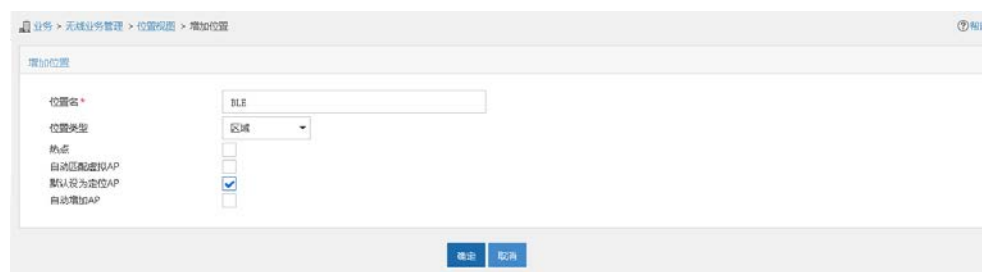 业务 > 无线业务管理 > 位置视图 > 增加位置
增加位置
位置名 * BLE
位置类型 区域
热点
自动匹配虚拟AP
默认设为定位AP
自动增加AP
确定 取消